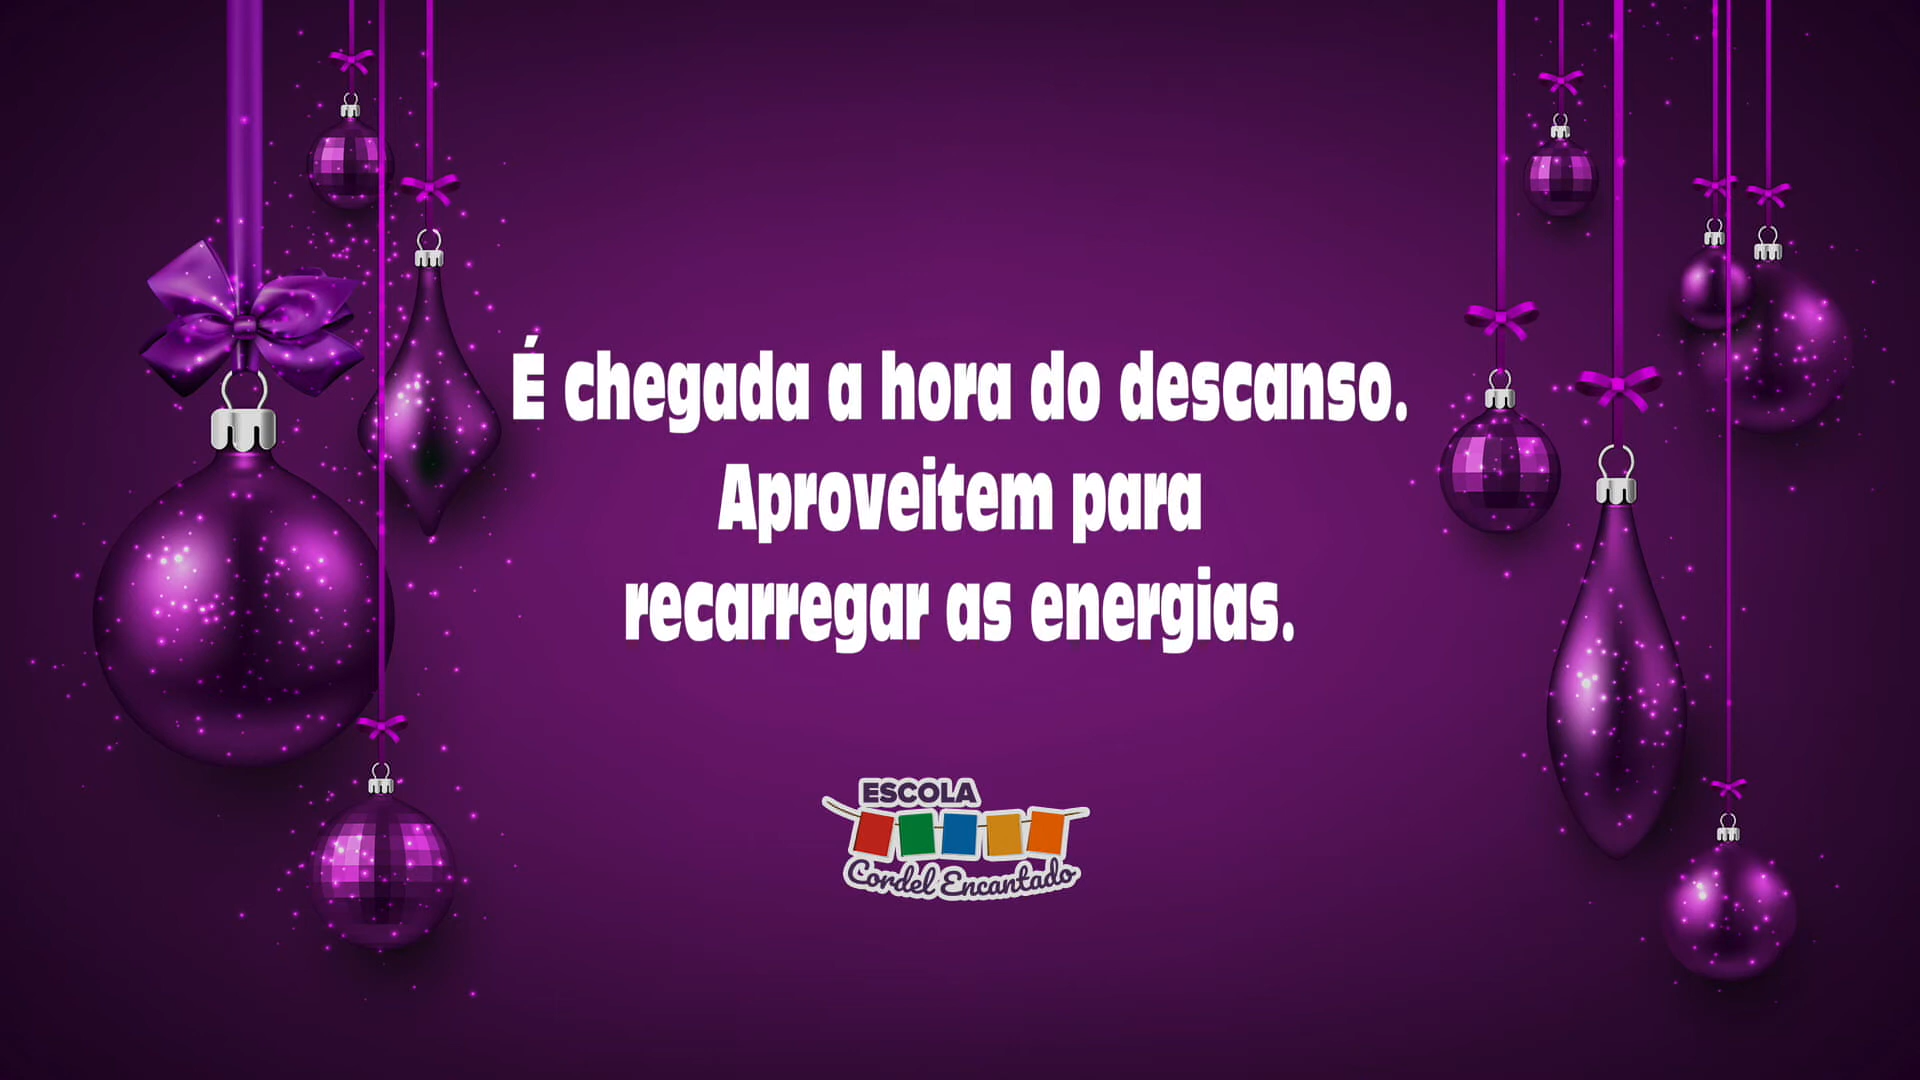 É chegada a hora do descanso.
Aproveitem para
recarregar as energias.
ESCOLA
Cordel Encantado